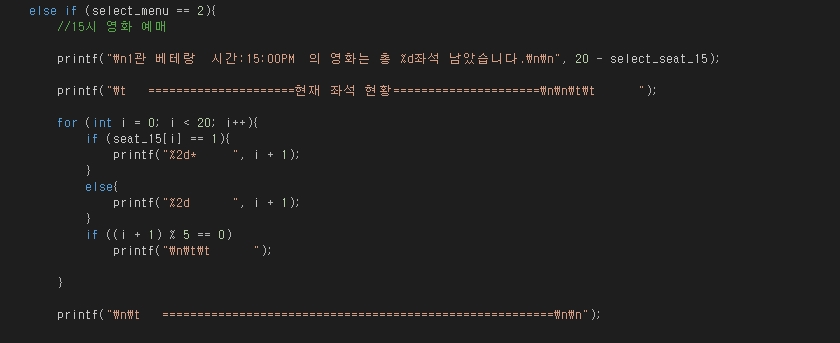 else if (select_menu == 2){
//15시 영화 예매
printf("₩n1관 베테랑  시간:15:00PM  의 영화는 총 %d좌석 남았습니다.₩n₩n", 20 - select_seat_15);
printf("₩t   =====================현재 좌석 현황=====================₩n₩n₩t₩t      ");
for (int i = 0; i < 20; i++){
if (seat_15[i] == 1){
printf("%2d*     ", i + 1);
}
else{
printf("%2d      ", i + 1);
}
if ((i + 1) % 5 == 0)
printf("₩n₩t₩t      ");
}
printf("₩n₩t   ========================================================₩n₩n");